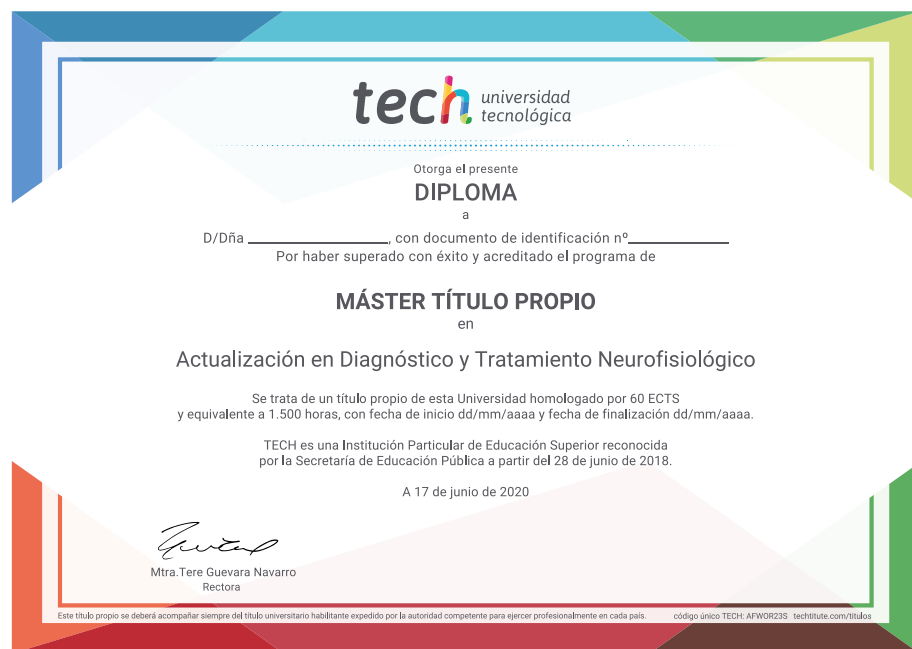 tech universidad
tecnológica
Otorga el presente
DIPLOMA
a
D/Dña ____________________, con documento de identificación nº______________
Por haber superado con éxito y acreditado el programa de
MÁSTER TÍTULO PROPIO
en
Actualización en Diagnóstico y Tratamiento Neurofisiológico
Se trata de un título propio de esta Universidad homologado por 60 ECTS
y equivalente a 1.500 horas, con fecha de inicio dd/mm/aaaa y fecha de finalización dd/mm/aaaa.
TECH es una Institución Particular de Educación Superior reconocida
por la Secretaría de Educación Pública a partir del 28 de junio de 2018.
A 17 de junio de 2020
Mtra.Tere Guevara Navarro
Rectora
Este título propio se deberá acompañar siempre del título universitario habilitante expedido por la autoridad competente para ejercer profesionalmente en cada país. código único TECH: AFWOR23S techtitute.com/títulos